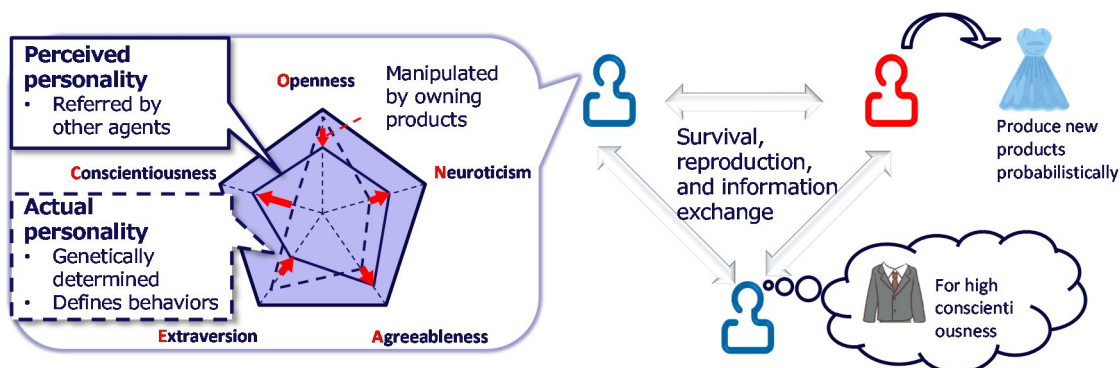 Perceived
personality
• Referred by
other agents
Openness
Manipulated
by owning
products
Conscientiousness
Neuroticism
Actual
personality
• Genetically
determined
• Defines behaviors
Extraversion
Agreeableness
Survival,
reproduction,
and information
exchange
Produce new
products
probabilistically
For high
conscienti
ousness